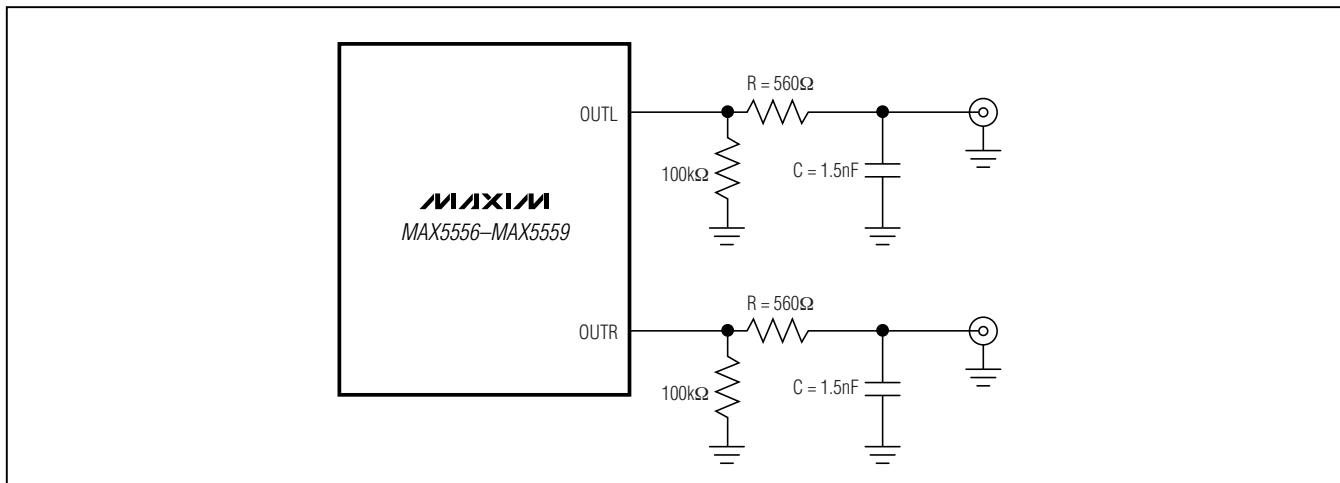 R = 560Ω
OUTL
100kΩ
C = 1.5nF
MAXIM
MAX5556–MAX5559
R = 560Ω
OUTR
100kΩ
C = 1.5nF